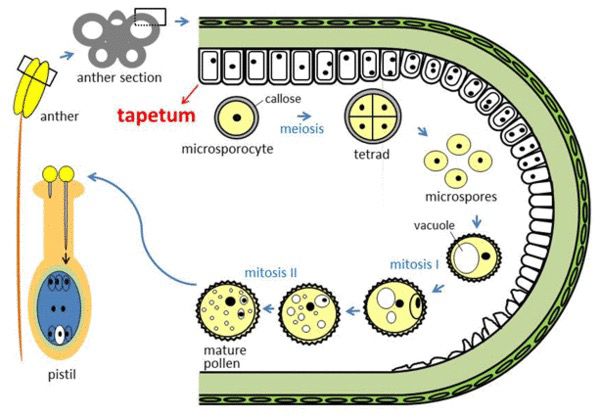 anther section
anther
tapetum
callose
microsporocyte
meiosis
tetrad
microspores
vacuole
mitosis I
mitosis II
mature
pollen
pistil